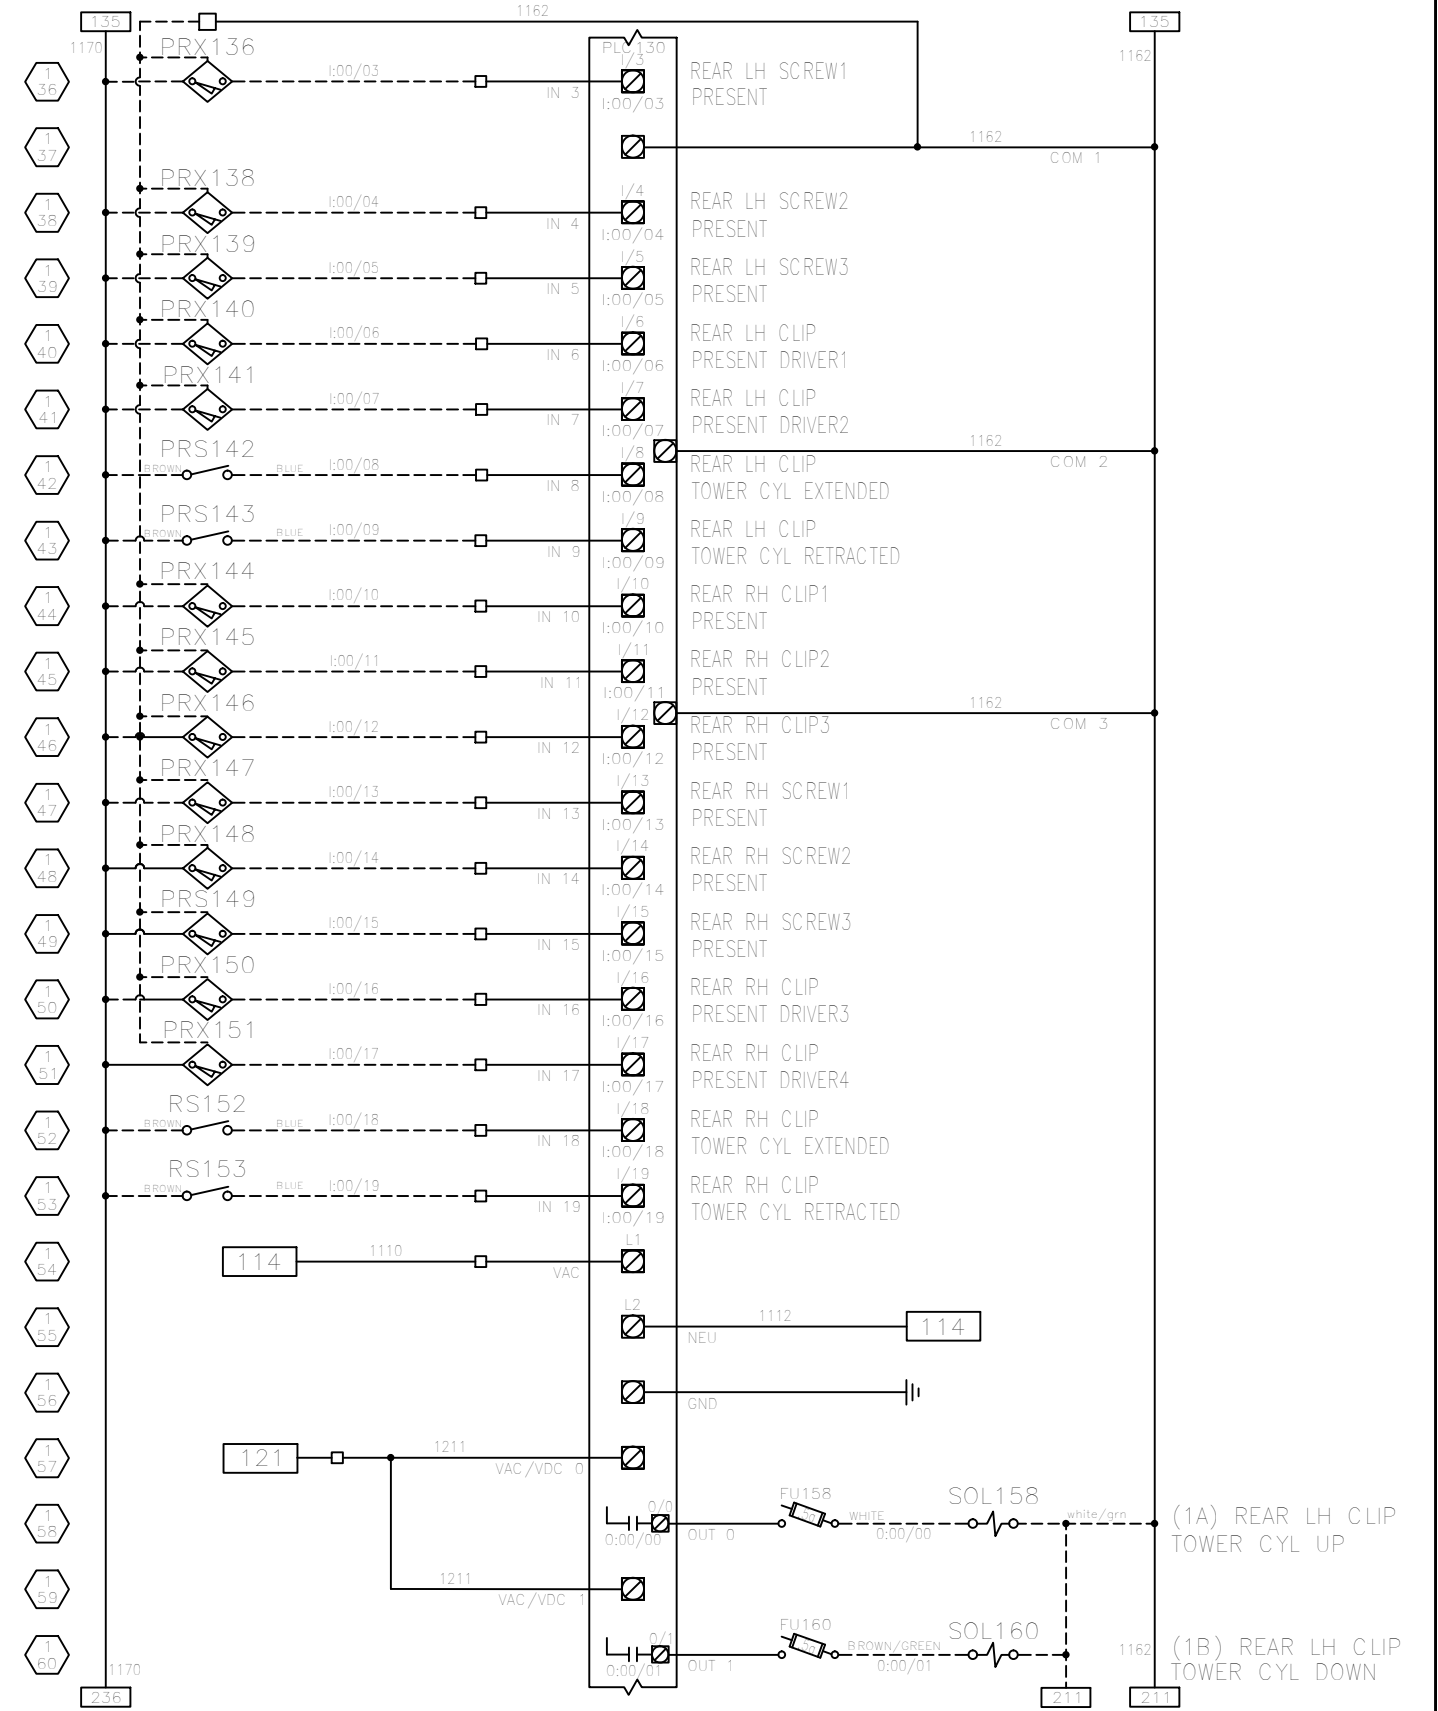 135
1162
135
1170
PRX136
PLC130
1162
1
36
I:00/03
IN 3
I/3
I:00/03
REAR LH SCREW1
PRESENT
1
37
1162
COM 1
1
38
PRX138
I:00/04
IN 4
I/4
I:00/04
REAR LH SCREW2
PRESENT
1
39
PRX139
I:00/05
IN 5
I/5
I:00/05
REAR LH SCREW3
PRESENT
1
40
PRX140
I:00/06
IN 6
I/6
I:00/06
REAR LH CLIP
PRESENT DRIVER1
1
41
PRX141
I:00/07
IN 7
I/7
I:00/07
REAR LH CLIP
PRESENT DRIVER2
1162
COM 2
1
42
PRS142
BROWN
BLUE
I:00/08
IN 8
I/8
I:00/08
REAR LH CLIP
TOWER CYL EXTENDED
1
43
PRS143
BROWN
BLUE
I:00/09
IN 9
I/9
I:00/09
REAR LH CLIP
TOWER CYL RETRACTED
1
44
PRX144
I:00/10
IN 10
I/10
I:00/10
REAR RH CLIP1
PRESENT
1
45
PRX145
I:00/11
IN 11
I/11
I:00/11
REAR RH CLIP2
PRESENT
1162
COM 3
1
46
PRX146
I:00/12
IN 12
I/12
I:00/12
REAR RH CLIP3
PRESENT
1
47
PRX147
I:00/13
IN 13
I/13
I:00/13
REAR RH SCREW1
PRESENT
1
48
PRX148
I:00/14
IN 14
I/14
I:00/14
REAR RH SCREW2
PRESENT
1
49
PRS149
I:00/15
IN 15
I/15
I:00/15
REAR RH SCREW3
PRESENT
1
50
PRX150
I:00/16
IN 16
I/16
I:00/16
REAR RH CLIP
PRESENT DRIVER3
1
51
PRX151
I:00/17
IN 17
I/17
I:00/17
REAR RH CLIP
PRESENT DRIVER4
1
52
RS152
BROWN
BLUE
I:00/18
IN 18
I/18
I:00/18
REAR RH CLIP
TOWER CYL EXTENDED
1
53
RS153
BROWN
BLUE
I:00/19
IN 19
I/19
I:00/19
REAR RH CLIP
TOWER CYL RETRACTED
1
54
114
1110
VAC
L1
1
55
L2
NEU
1112
114
1
56
GND
1
57
121
1211
VAC/VDC 0
1
58
0/0
0:00/00
OUT 0
FU158
WHITE
0:00/00
SOL158
white/grn
(1A) REAR LH CLIP
TOWER CYL UP
1
59
1211
VAC/VDC 1
1
60
0/1
0:00/01
OUT 1
FU160
BROWN/GREEN
0:00/01
SOL160
1162
(1B) REAR LH CLIP
TOWER CYL DOWN
1170
236
211
211